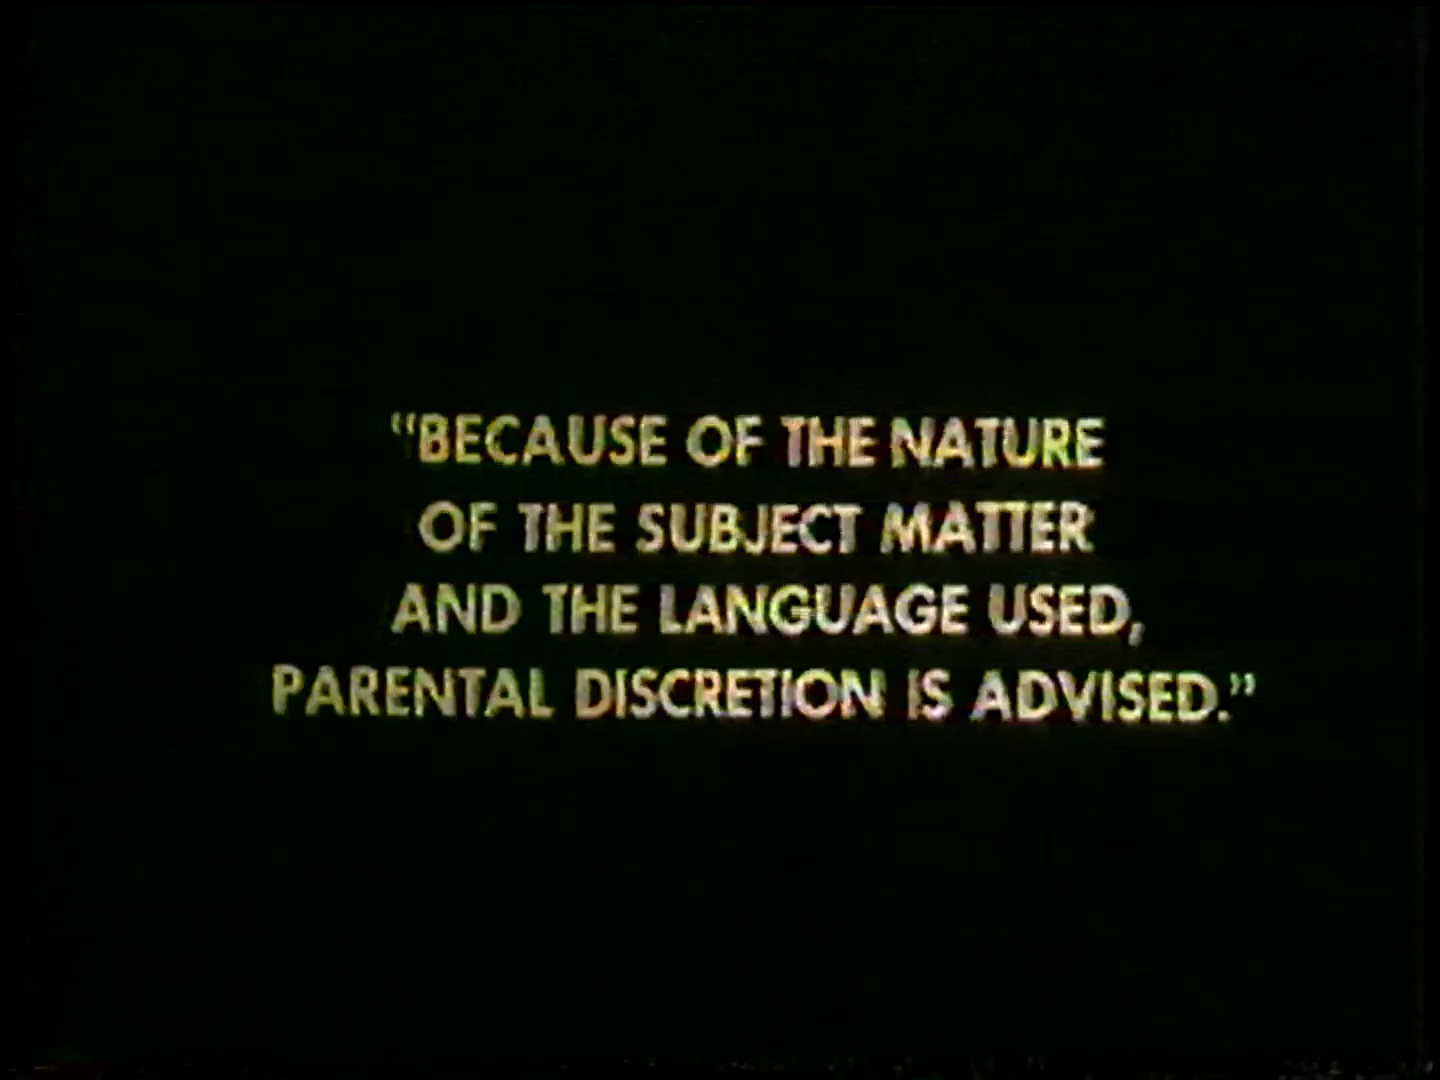 "BECAUSE OF THE NATURE
OF THE SUBJECT MATTER
AND THE LANGUAGE USED,
PARENTAL DISCRETION IS ADVISED."